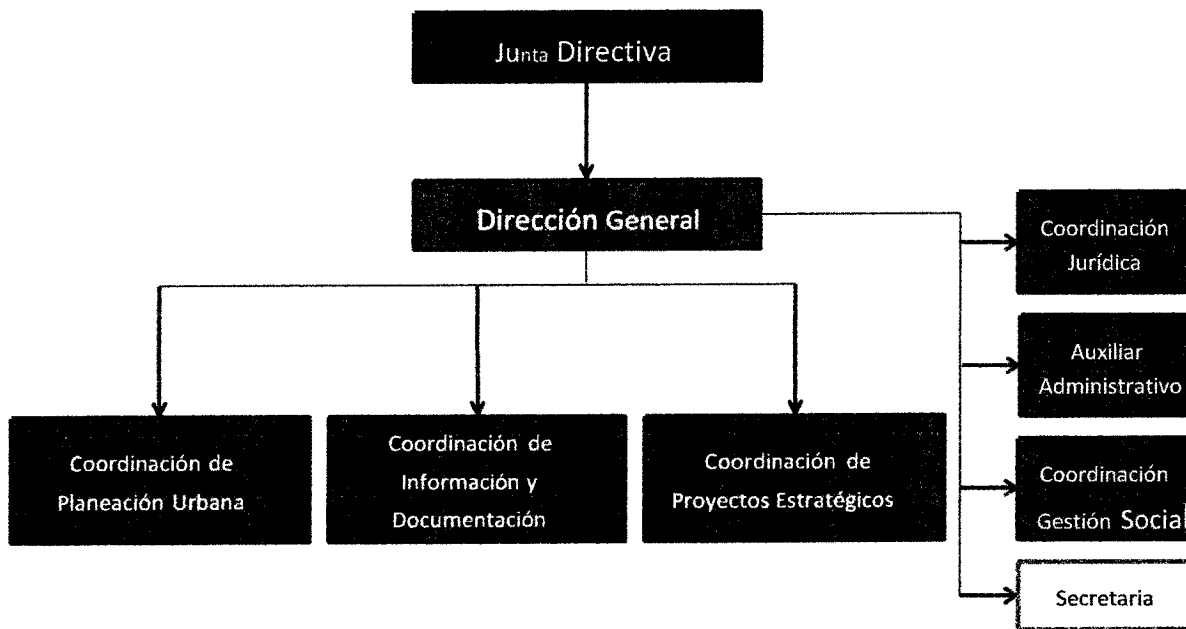 Junta Directiva
Dirección General
Coordinación
Jurídica
Auxiliar
Administrativo
Coordinación
Gestión Social
Secretaria
Coordinación de
Planeación Urbana
Coordinación de
Información y
Documentación
Coordinación de
Proyectos Estratégicos